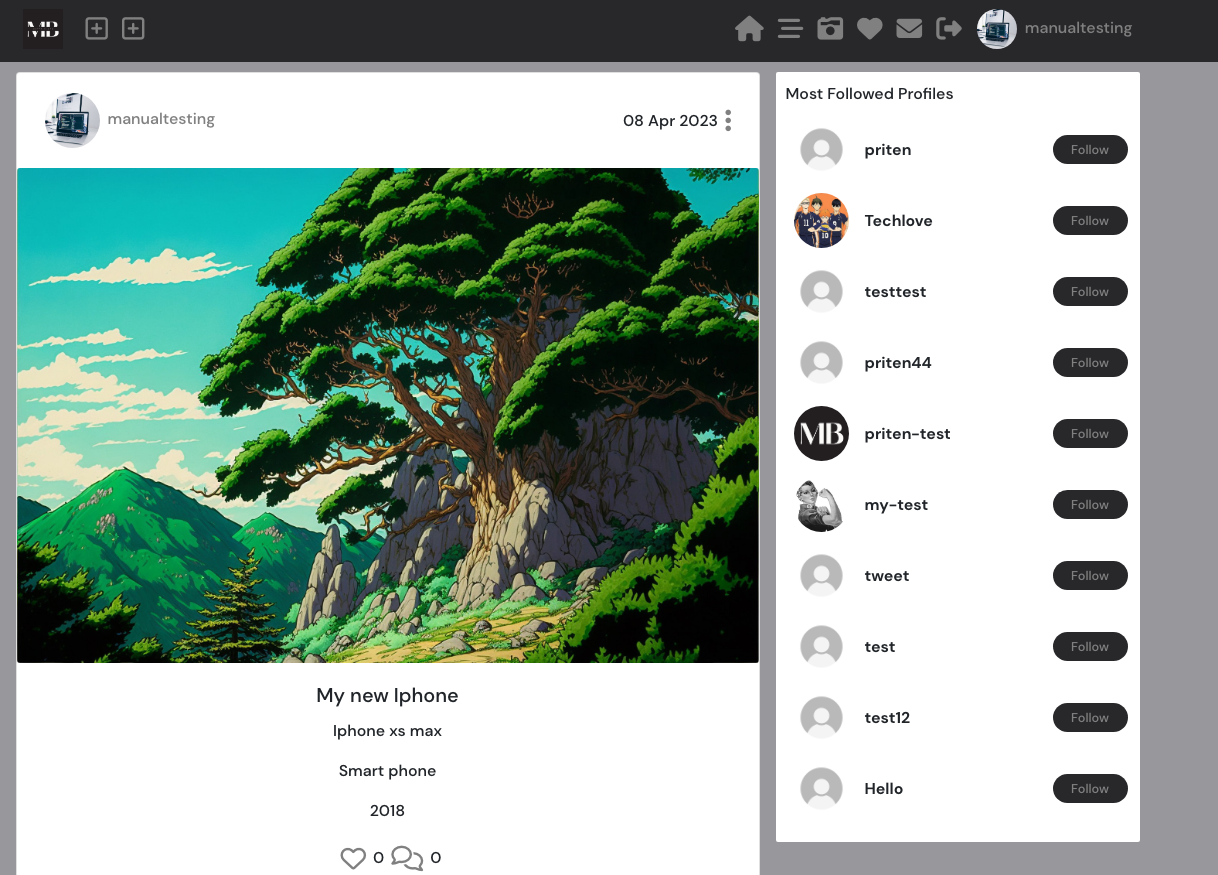 MB
manualtesting
manualtesting
08 Apr 2023
My new Iphone
Iphone xs max
Smart phone
2018
0 0
Most Followed Profiles
priten Follow
Techlove Follow
testtest Follow
priten44 Follow
MB priten-test Follow
my-test Follow
tweet Follow
test Follow
test12 Follow
Hello Follow